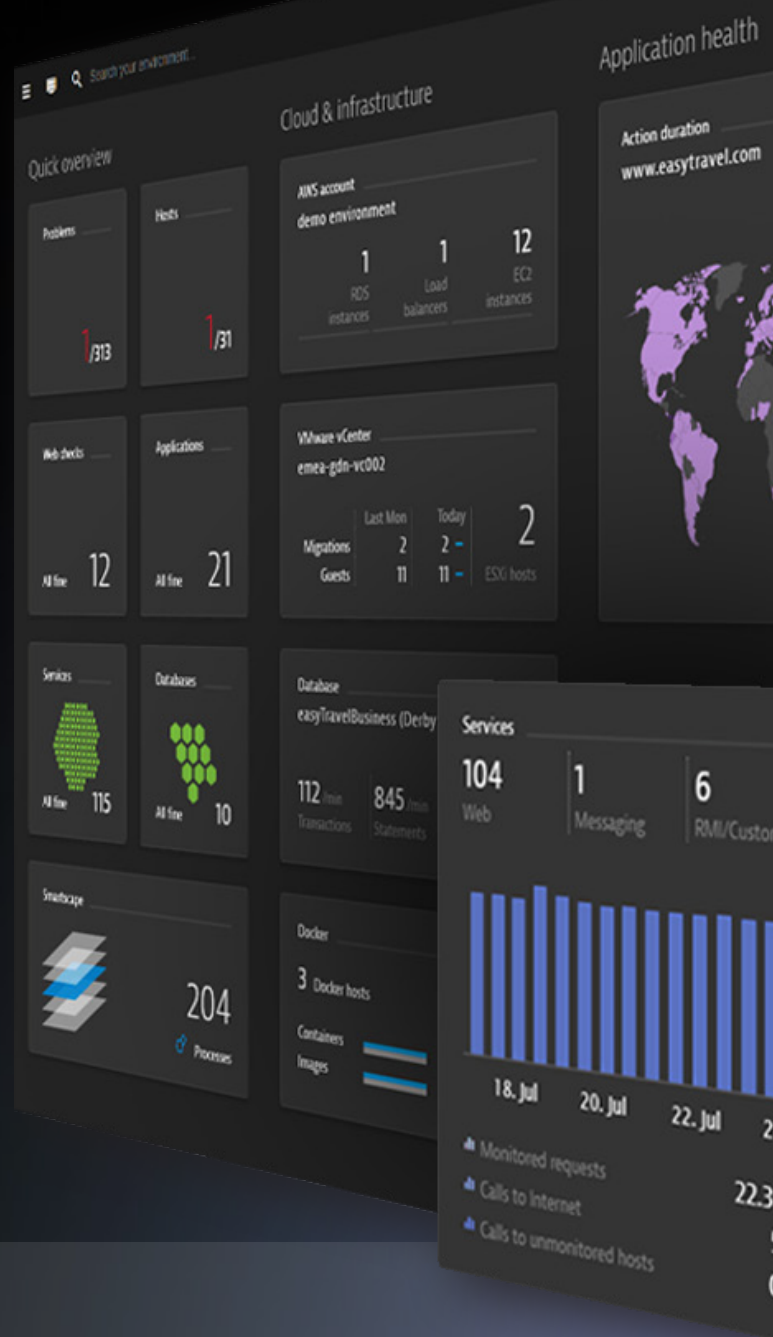 Search your environment...
Quick overview
Problems
1/313
Hosts
1/31
Web checks
All fine 12
Applications
All fine 21
Services
All fine 115
Databases
All fine 10
Smartscape
204
Processes
Cloud & infrastructure
AWS account
demo environment
1 1 12
RDS Load EC2
instances balancers instances
VMware vCenter
emea-gdn-vc002
Last Mon Today 2
Migrations 2 2 -
Guests 11 11 - ESXi hosts
Database
easyTravelBusiness (Derby
112 /min 845 /min
Transactions Statements
Docker
3 Docker hosts
Containers
Images
Application health
Action duration
www.easytravel.com
Services
104 1 6
Web Messaging RMI/Custo
18. Jul 20. Jul 22. Jul 2
Monitored requests 22.3
Calls to Internet
Calls to unmonitored hosts